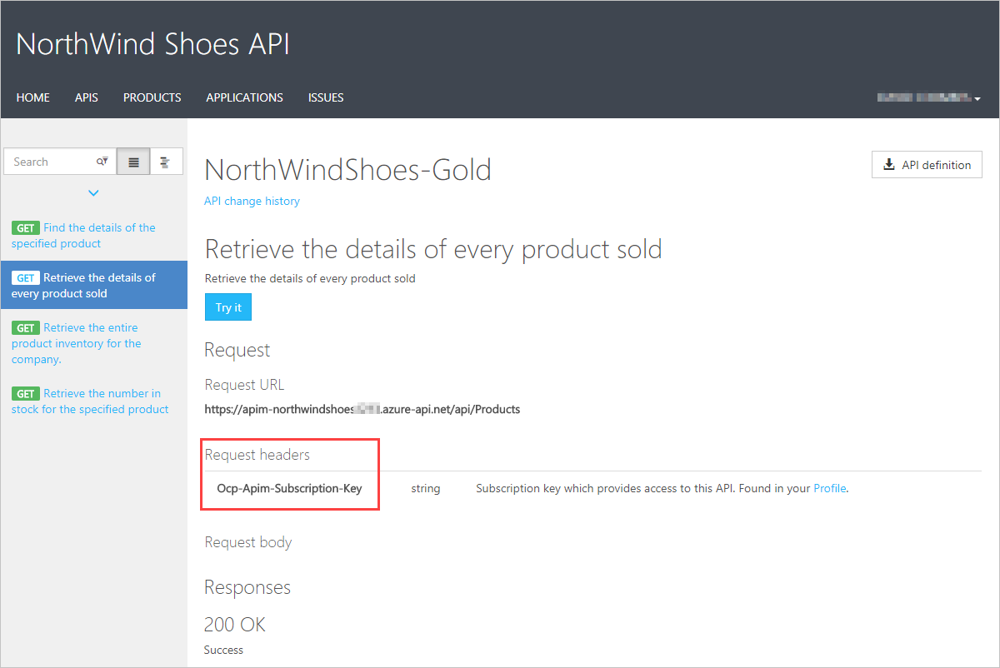 NorthWind Shoes API
HOME APIS PRODUCTS APPLICATIONS ISSUES
Search
GET Find the details of the
specified product
GET Retrieve the details of
every product sold
GET Retrieve the entire
product inventory for the
company.
GET Retrieve the number in
stock for the specified product
NorthWindShoes-Gold
API definition
API change history
Retrieve the details of every product sold
Retrieve the details of every product sold
Try it
Request
Request URL
https://apim-northwindshoes .azure-api.net/api/Products
Request headers
Ocp-Apim-Subscription-Key string Subscription key which provides access to this API. Found in your Profile.
Request body
Responses
200 OK
Success